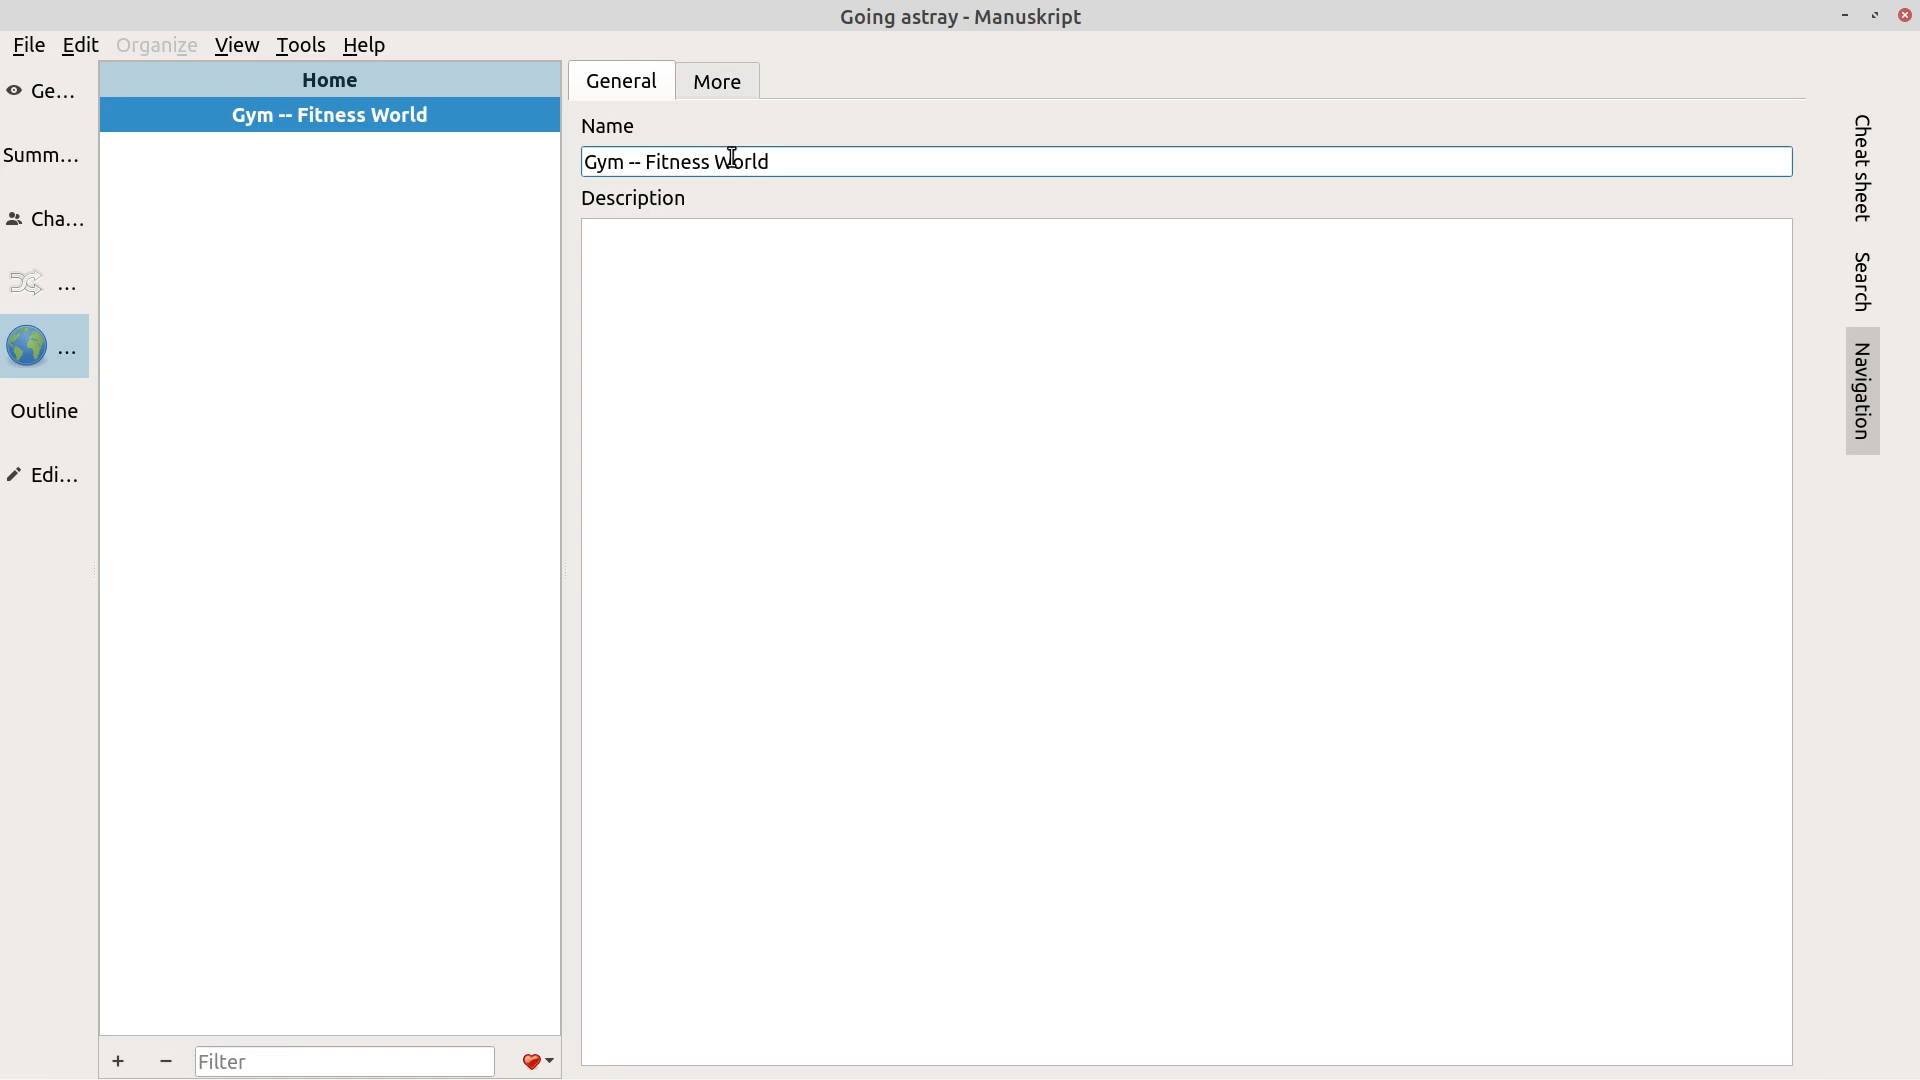 Going astray - Manuskript
File Edit Organize View Tools Help
Ge...
Summ...
Cha...
...
...
Outline
Edi...
Home
Gym -- Fitness World
Filter
General More
Name
Gym -- Fitness World
Description
Cheat sheet
Search
Navigation